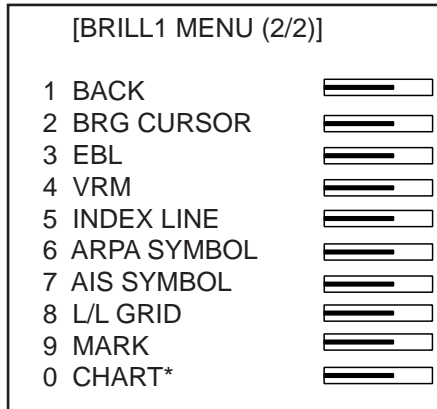 [BRILL1 MENU (2/2)]
1 BACK
2 BRG CURSOR
3 EBL
4 VRM
5 INDEX LINE
6 ARPA SYMBOL
7 AIS SYMBOL
8 L/L GRID
9 MARK
0 CHART*